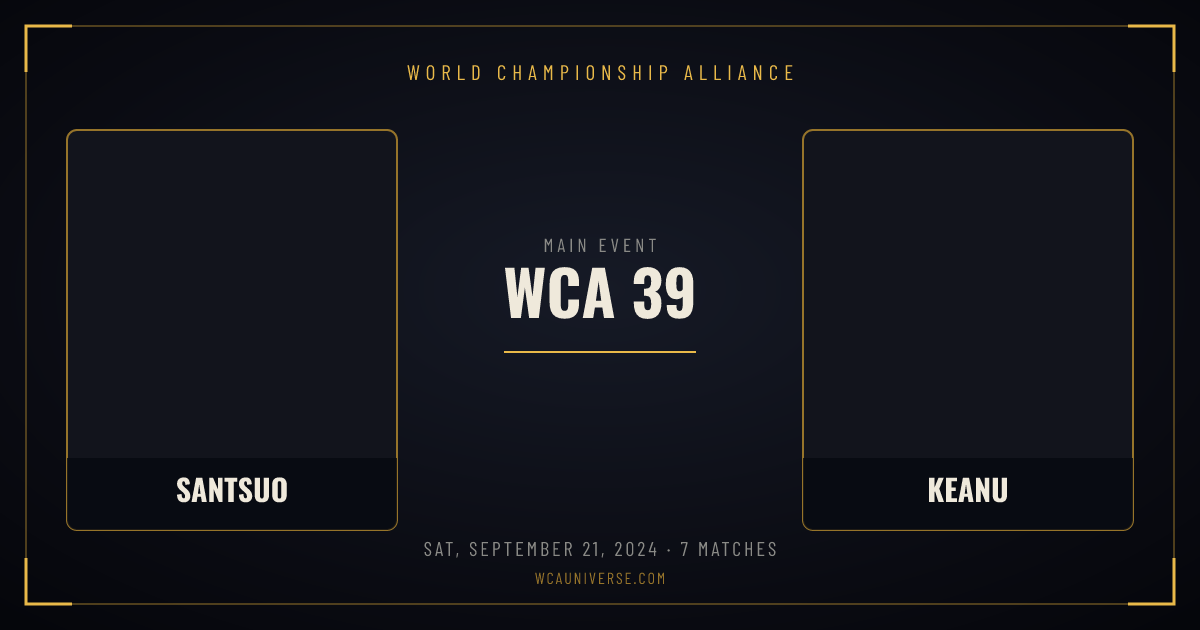 WORLD CHAMPIONSHIP ALLIANCE
MAIN EVENT
WCA 39
SANTSUO
KEANU
SAT, SEPTEMBER 21, 2024 · 7 MATCHES
WCAUNIVERSE.COM